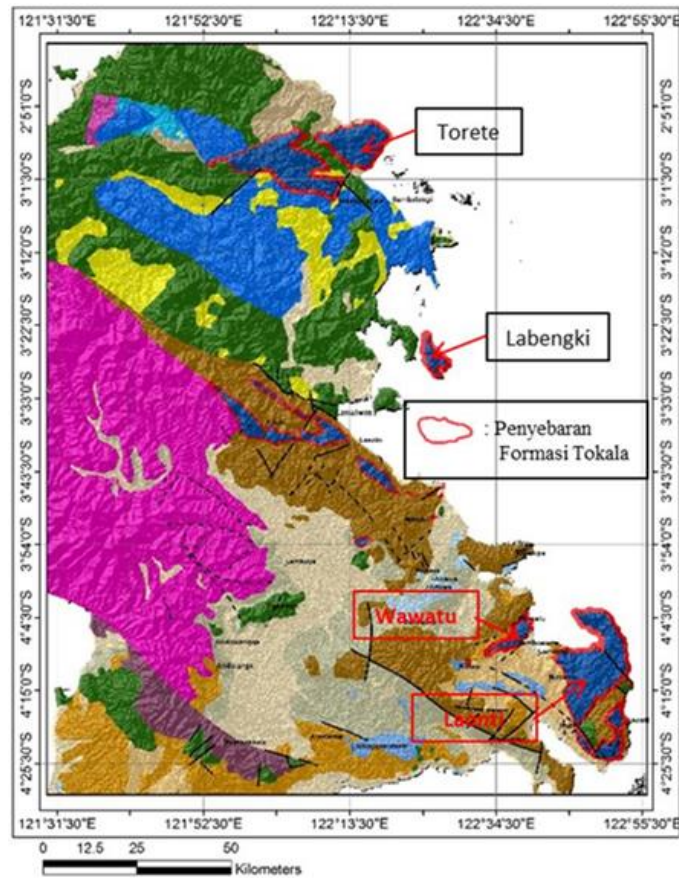 121°31'30"E 121°52'30"E 122°13'30"E 122°34'30"E 122°55'30"E
2°51'0"S
Torete
3°1'30"S
3°12'0"S
3°22'30"S
Labengki
3°33'0"S
: Penyebaran
Formasi Tokala
3°43'30"S
3°54'0"S
4°4'30"S
Wawatu
4°15'0"S
4°25'30"S
121°31'30"E 121°52'30"E 122°13'30"E 122°34'30"E 122°55'30"E
0 12.5 25 50
Kilometers